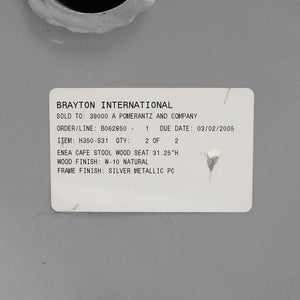 BRAYTON INTERNATIONAL
SOLD TO: 39000 A POMERANTZ AND COMPANY
ORDER/LINE: B062850 - 1 DUE DATE: 03/02/2005
ITEM: H350-S31 QTY: 2 OF 2
ENEA CAFE STOOL WOOD SEAT 31.25"H
WOOD FINISH: W-10 NATURAL
FRAME FINISH: SILVER METALLIC PC